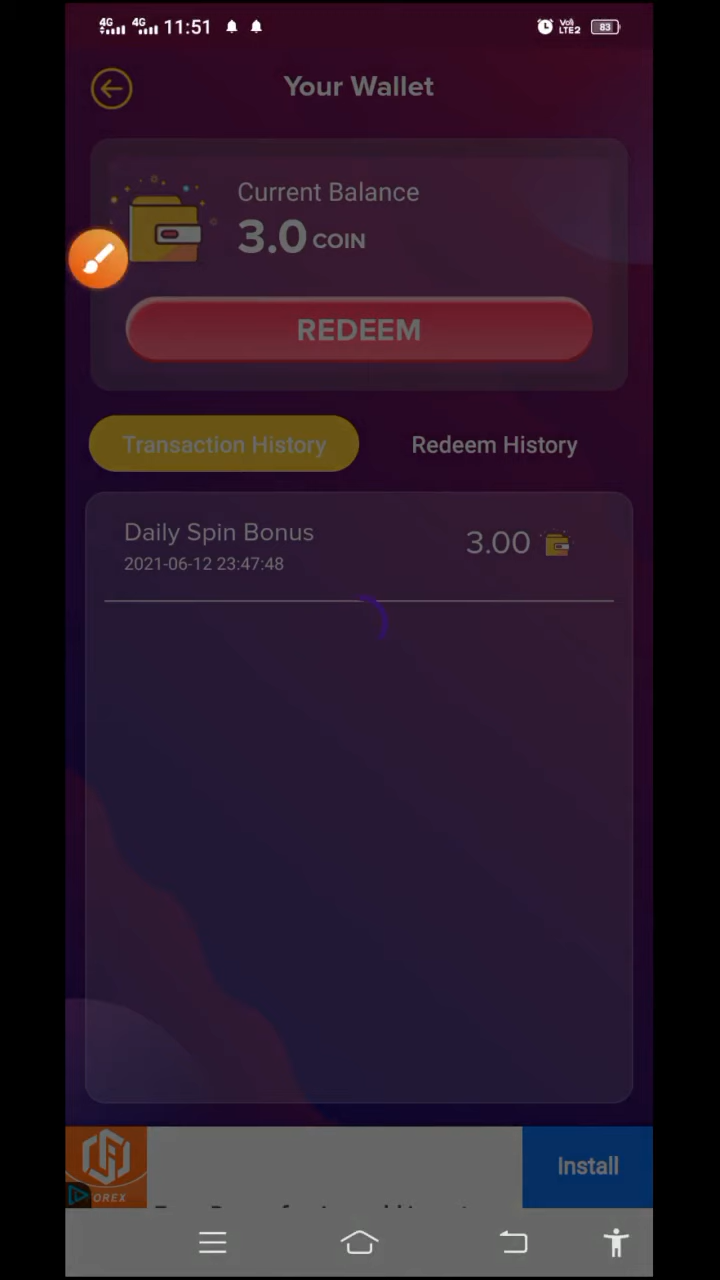 4G 4G 11:51 LTE2 83
Your Wallet
Current Balance
3.0 COIN
REDEEM
Transaction History Redeem History
Daily Spin Bonus
3.00
2021-06-12 23:47:48
OREX
Install